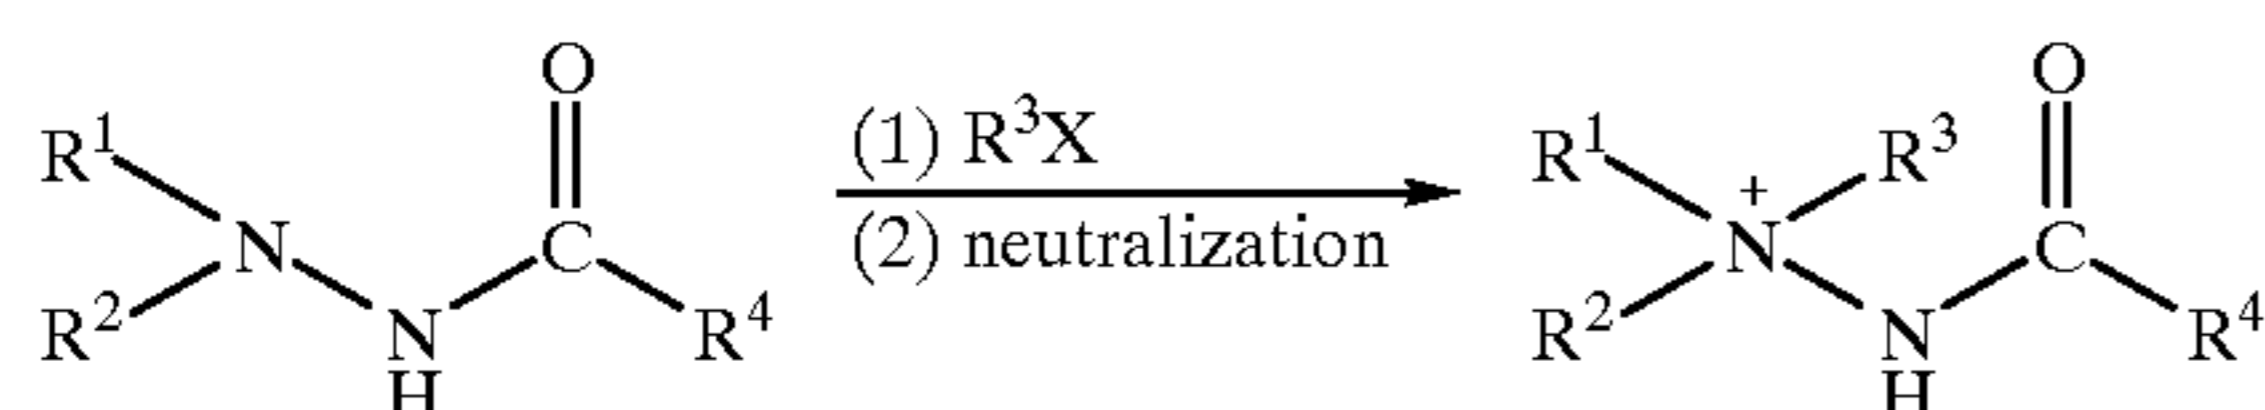 O
R¹ N R² N H C R⁴
(1) R³X
(2) neutralization
O
R¹ R³ + N R² N H C R⁴